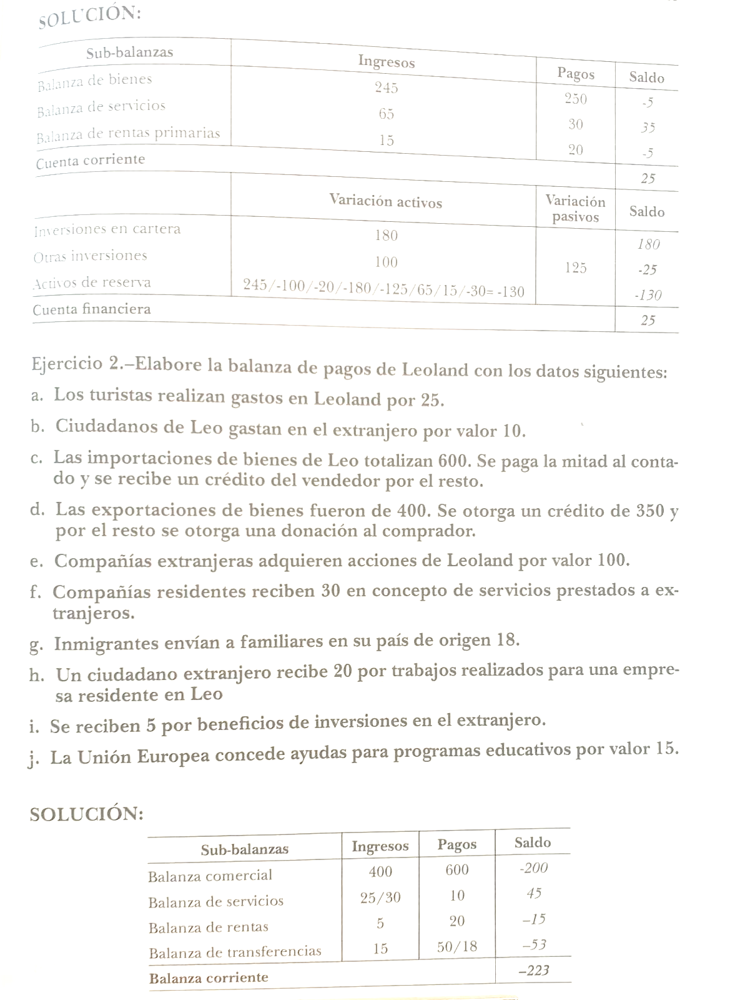 SOLUCIÓN:
Sub-balanzas Ingresos Pagos Saldo
Balanza de bienes 245 250 -5
Balanza de servicios 65 30 35
Balanza de rentas primarias 15 20 -5
Cuenta corriente 25
Variación activos Variación pasivos Saldo
Inversiones en cartera 180 180
Otras inversiones 100 125 -25
Activos de reserva 245/-100/-20/-180/-125/65/15/-30= -130 -130
Cuenta financiera 25
Ejercicio 2.–Elabore la balanza de pagos de Leoland con los datos siguientes:
a. Los turistas realizan gastos en Leoland por 25.
b. Ciudadanos de Leo gastan en el extranjero por valor 10.
c. Las importaciones de bienes de Leo totalizan 600. Se paga la mitad al conta-
do y se recibe un crédito del vendedor por el resto.
d. Las exportaciones de bienes fueron de 400. Se otorga un crédito de 350 y
por el resto se otorga una donación al comprador.
e. Compañías extranjeras adquieren acciones de Leoland por valor 100.
f. Compañías residentes reciben 30 en concepto de servicios prestados a ex-
tranjeros.
g. Inmigrantes envían a familiares en su país de origen 18.
h. Un ciudadano extranjero recibe 20 por trabajos realizados para una empre-
sa residente en Leo
i. Se reciben 5 por beneficios de inversiones en el extranjero.
j. La Unión Europea concede ayudas para programas educativos por valor 15.
SOLUCIÓN:
Sub-balanzas Ingresos Pagos Saldo
Balanza comercial 400 600 -200
Balanza de servicios 25/30 10 45
Balanza de rentas 5 20 –15
Balanza de transferencias 15 50/18 –53
Balanza corriente –223